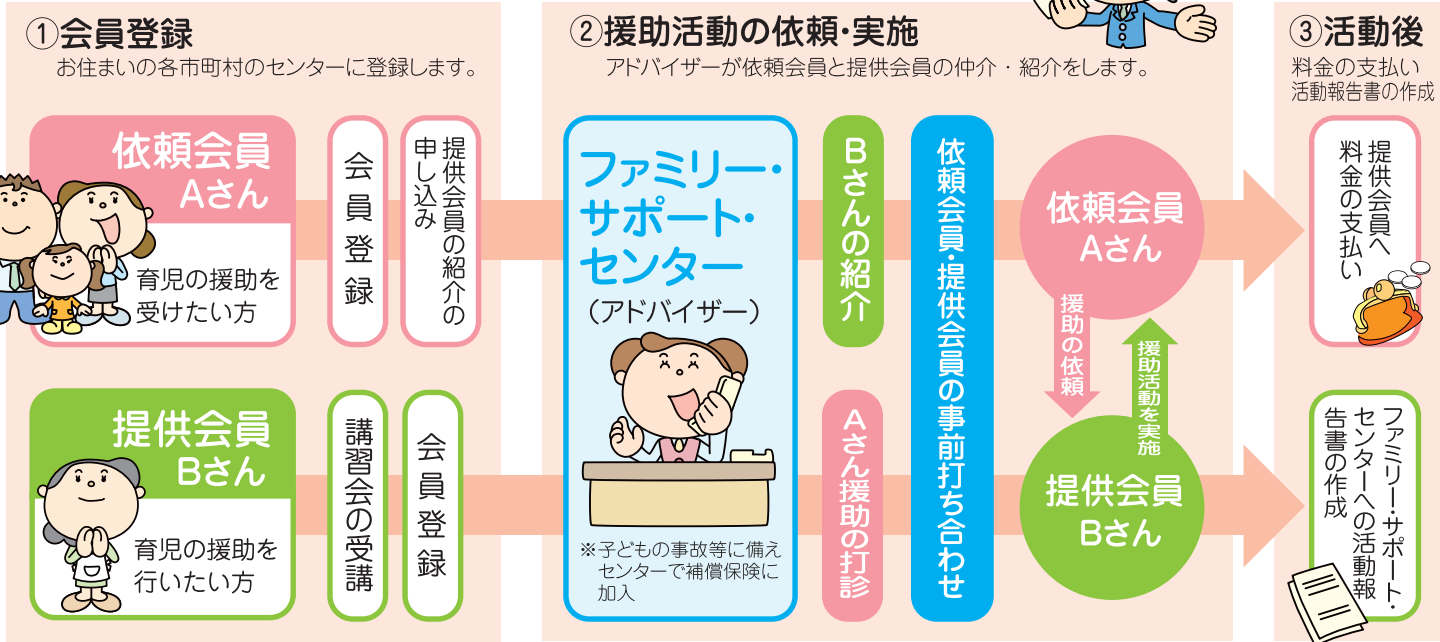 ①会員登録
お住まいの各市町村のセンターに登録します。
依頼会員
Aさん
育児の援助を
受けたい方
会員登録
提供会員の紹介の
申し込み
提供会員
Bさん
育児の援助を
行いたい方
講習会の受講
会員登録
②援助活動の依頼・実施
アドバイザーが依頼会員と提供会員の仲介・紹介をします。
ファミリー・
サポート・
センター
（アドバイザー）
※子どもの事故等に備え
センターで補償保険に
加入
Bさんの紹介
Aさん援助の打診
依頼会員・提供会員の事前打ち合わせ
依頼会員
Aさん
援助の依頼
援助活動を実施
提供会員
Bさん
③活動後
料金の支払い
活動報告書の作成
提供会員へ
料金の支払い
ファミリー・サポート・
センターへの活動報
告書の作成